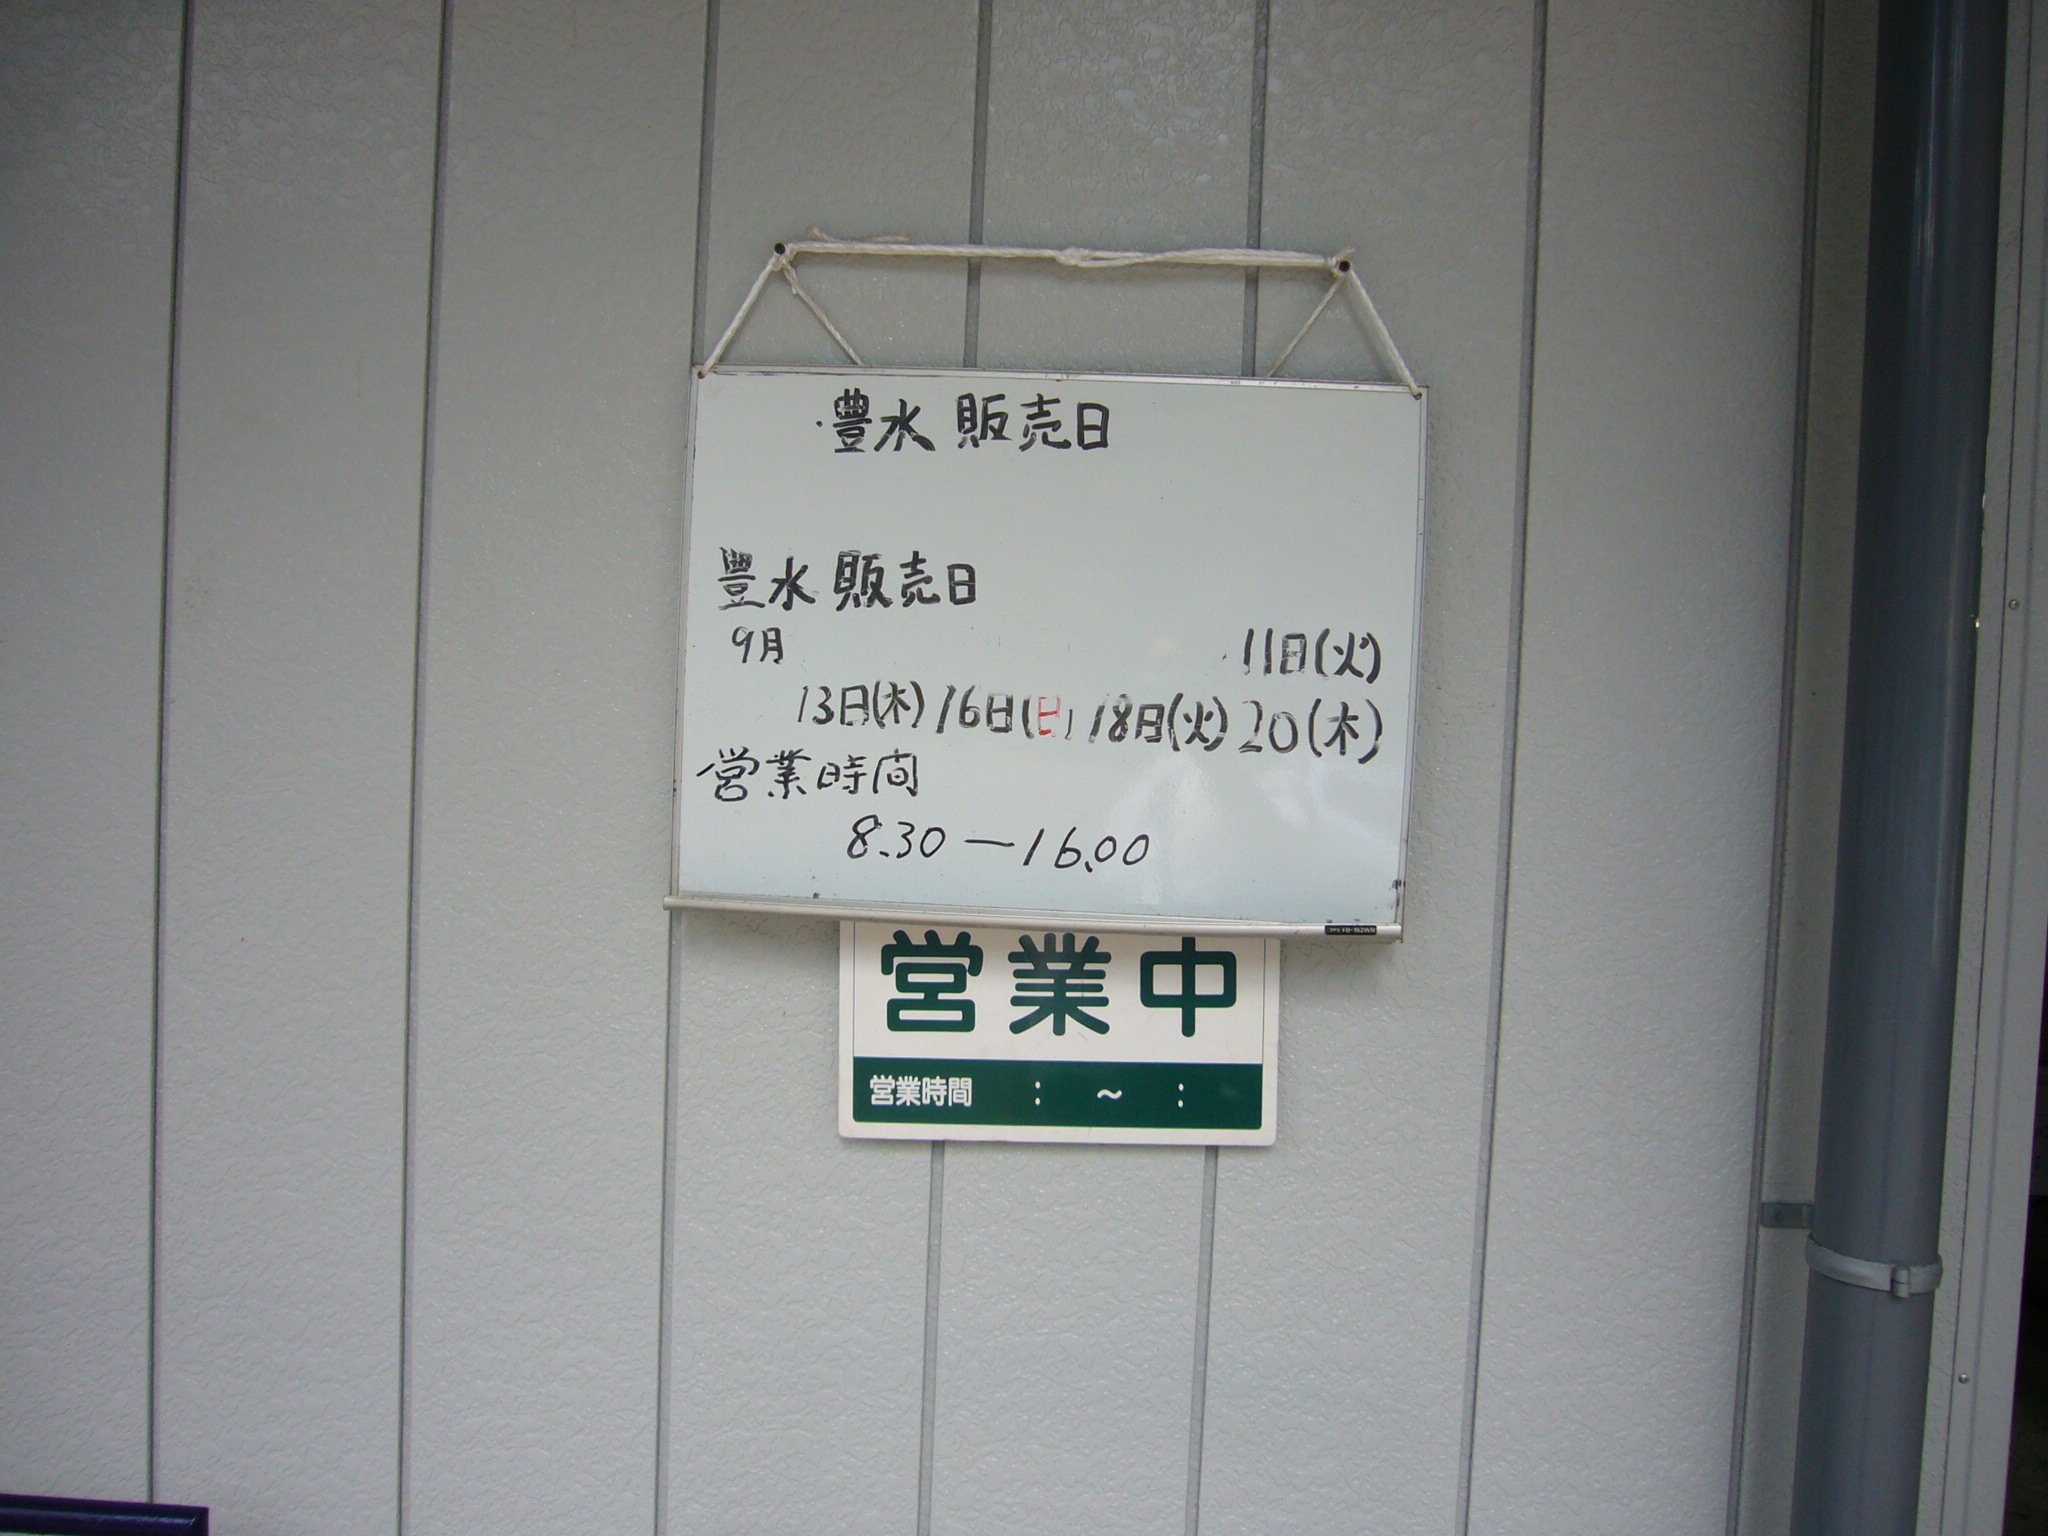 豊水 販売日
豊水 販売日
9月 11日(火)
13日(木) 16日(日) 18日(火) 20(木)
営業時間
8.30－16.00
営業中
営業時間 : ～ :